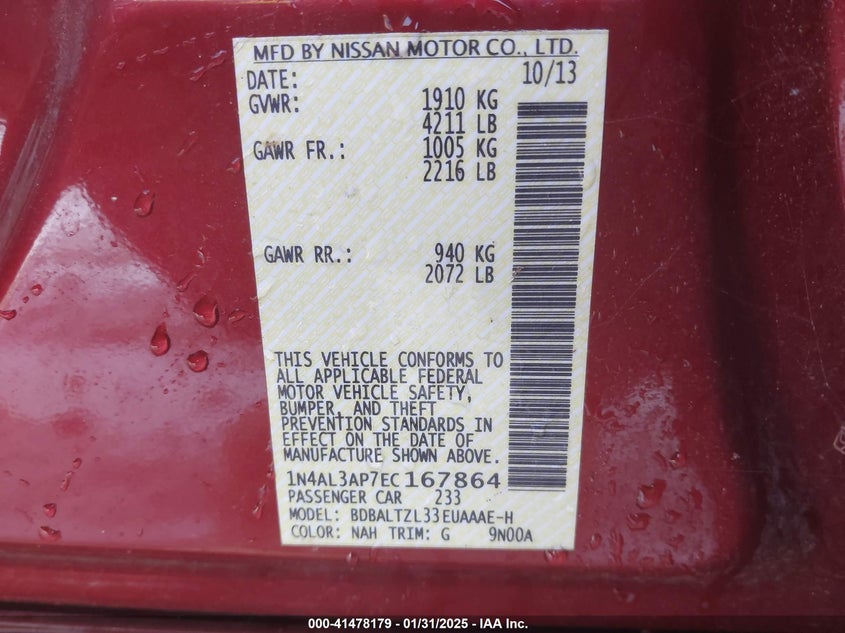 MFD BY NISSAN MOTOR CO., LTD.
DATE: 10/13
GVWR: 1910 KG
4211 LB
GAWR FR.: 1005 KG
2216 LB
GAWR RR.: 940 KG
2072 LB
THIS VEHICLE CONFORMS TO
ALL APPLICABLE FEDERAL
MOTOR VEHICLE SAFETY,
BUMPER, AND THEFT
PREVENTION STANDARDS IN
EFFECT ON THE DATE OF
MANUFACTURE SHOWN ABOVE.
1N4AL3AP7EC167864
PASSENGER CAR 233
MODEL: BDBALTZL33EUAAAE-H
COLOR: NAH TRIM: G 9N00A
000-41478179 - 01/31/2025 - IAA Inc.